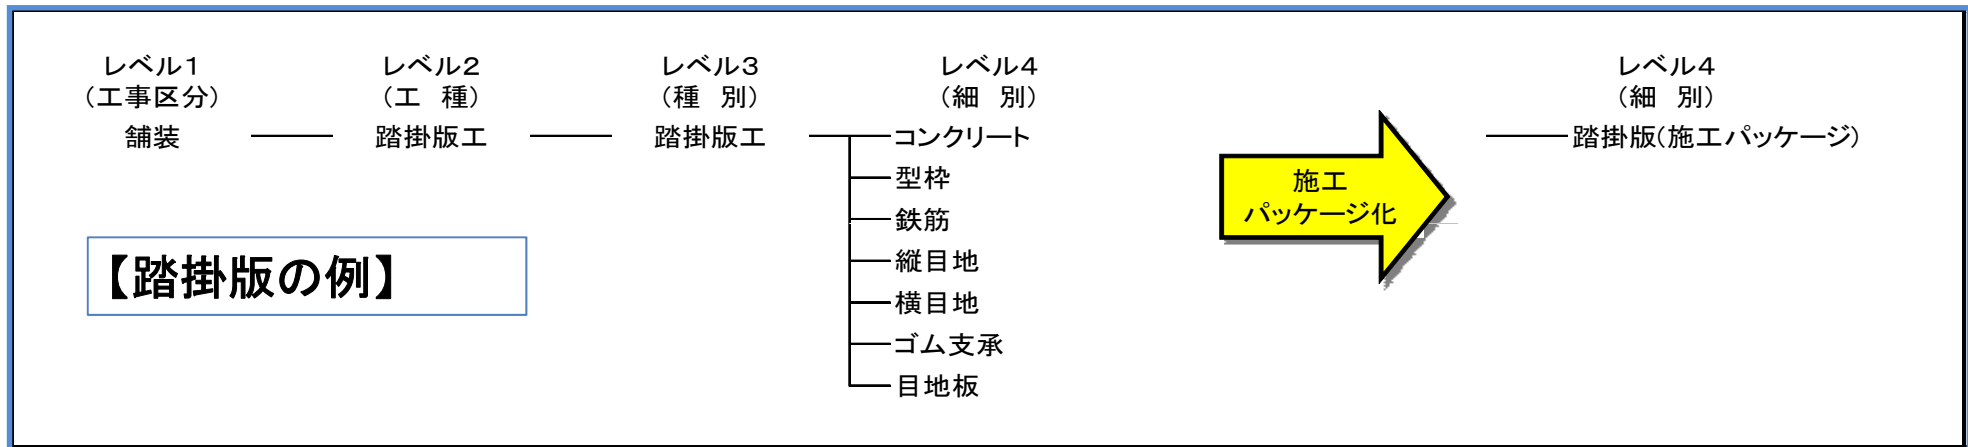 レベル1 レベル2 レベル3 レベル4 レベル4
(工事区分) (工　種) (種　別) (細　別) (細　別)
舗装 踏掛版工 踏掛版工 コンクリート 踏掛版(施工パッケージ)
型枠
鉄筋
縦目地
横目地
ゴム支承
目地板
施工
パッケージ化
【踏掛版の例】